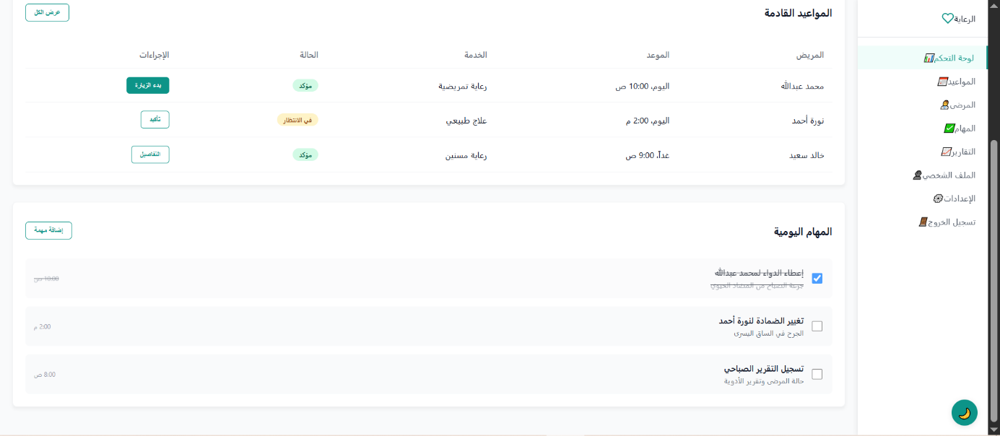 الرعاية
لوحة التحكم
المواعيد
المرضى
المهام
التقارير
الملف الشخصي
الإعدادات
تسجيل الخروج
المواعيد القادمة
عرض الكل
المريض الموعد الخدمة الحالة الإجراءات
محمد عبدالله اليوم، 10:00 ص رعاية تمريضية مؤكد بدء الزيارة
نورة أحمد اليوم، 2:00 م علاج طبيعي في الانتظار تأكيد
خالد سعيد غداً، 9:00 ص رعاية مسنين مؤكد التفاصيل
المهام اليومية
إضافة مهمة
إعطاء الدواء لمحمد عبدالله
جرعة الصباح من المضاد الحيوي
10:00 ص
تغيير الضمادة لنورة أحمد
الجرح في الساق اليسرى
2:00 م
تسجيل التقرير الصباحي
حالة المرضى وتقرير الأدوية
8:00 ص